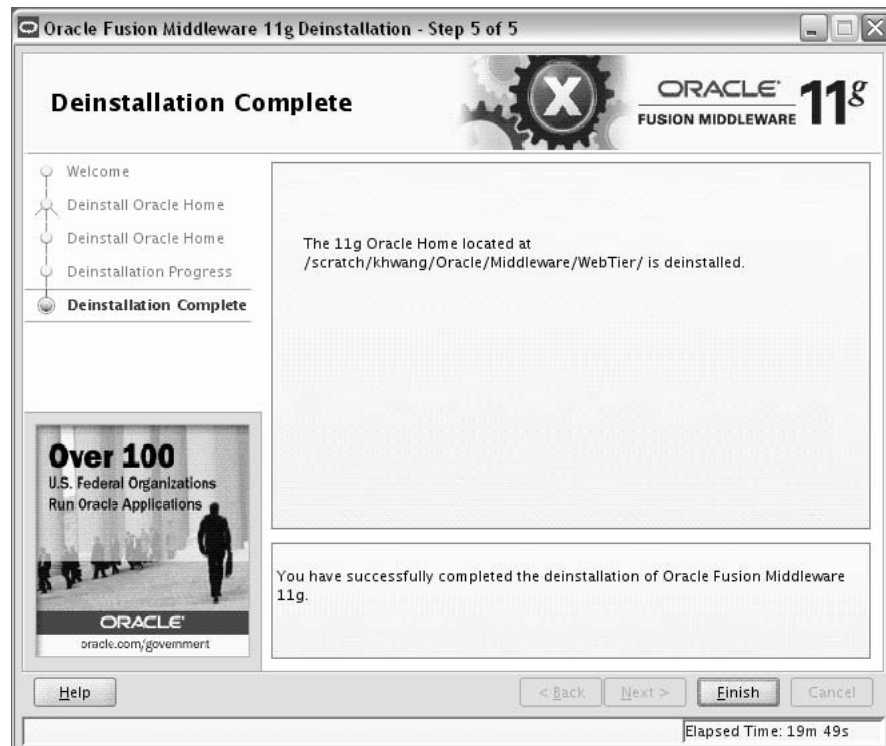 Oracle Fusion Middleware 11g Deinstallation - Step 5 of 5
Deinstallation Complete
ORACLE®
FUSION MIDDLEWARE
11g
Welcome
Deinstall Oracle Home
Deinstall Oracle Home
Deinstallation Progress
Deinstallation Complete
The 11g Oracle Home located at
/scratch/khwang/Oracle/Middleware/WebTier/ is deinstalled.
Over 100
U.S. Federal Organizations
Run Oracle Applications
ORACLE®
oracle.com/government
You have successfully completed the deinstallation of Oracle Fusion Middleware
11g.
Help
< Back
Next >
Finish
Cancel
Elapsed Time: 19m 49s